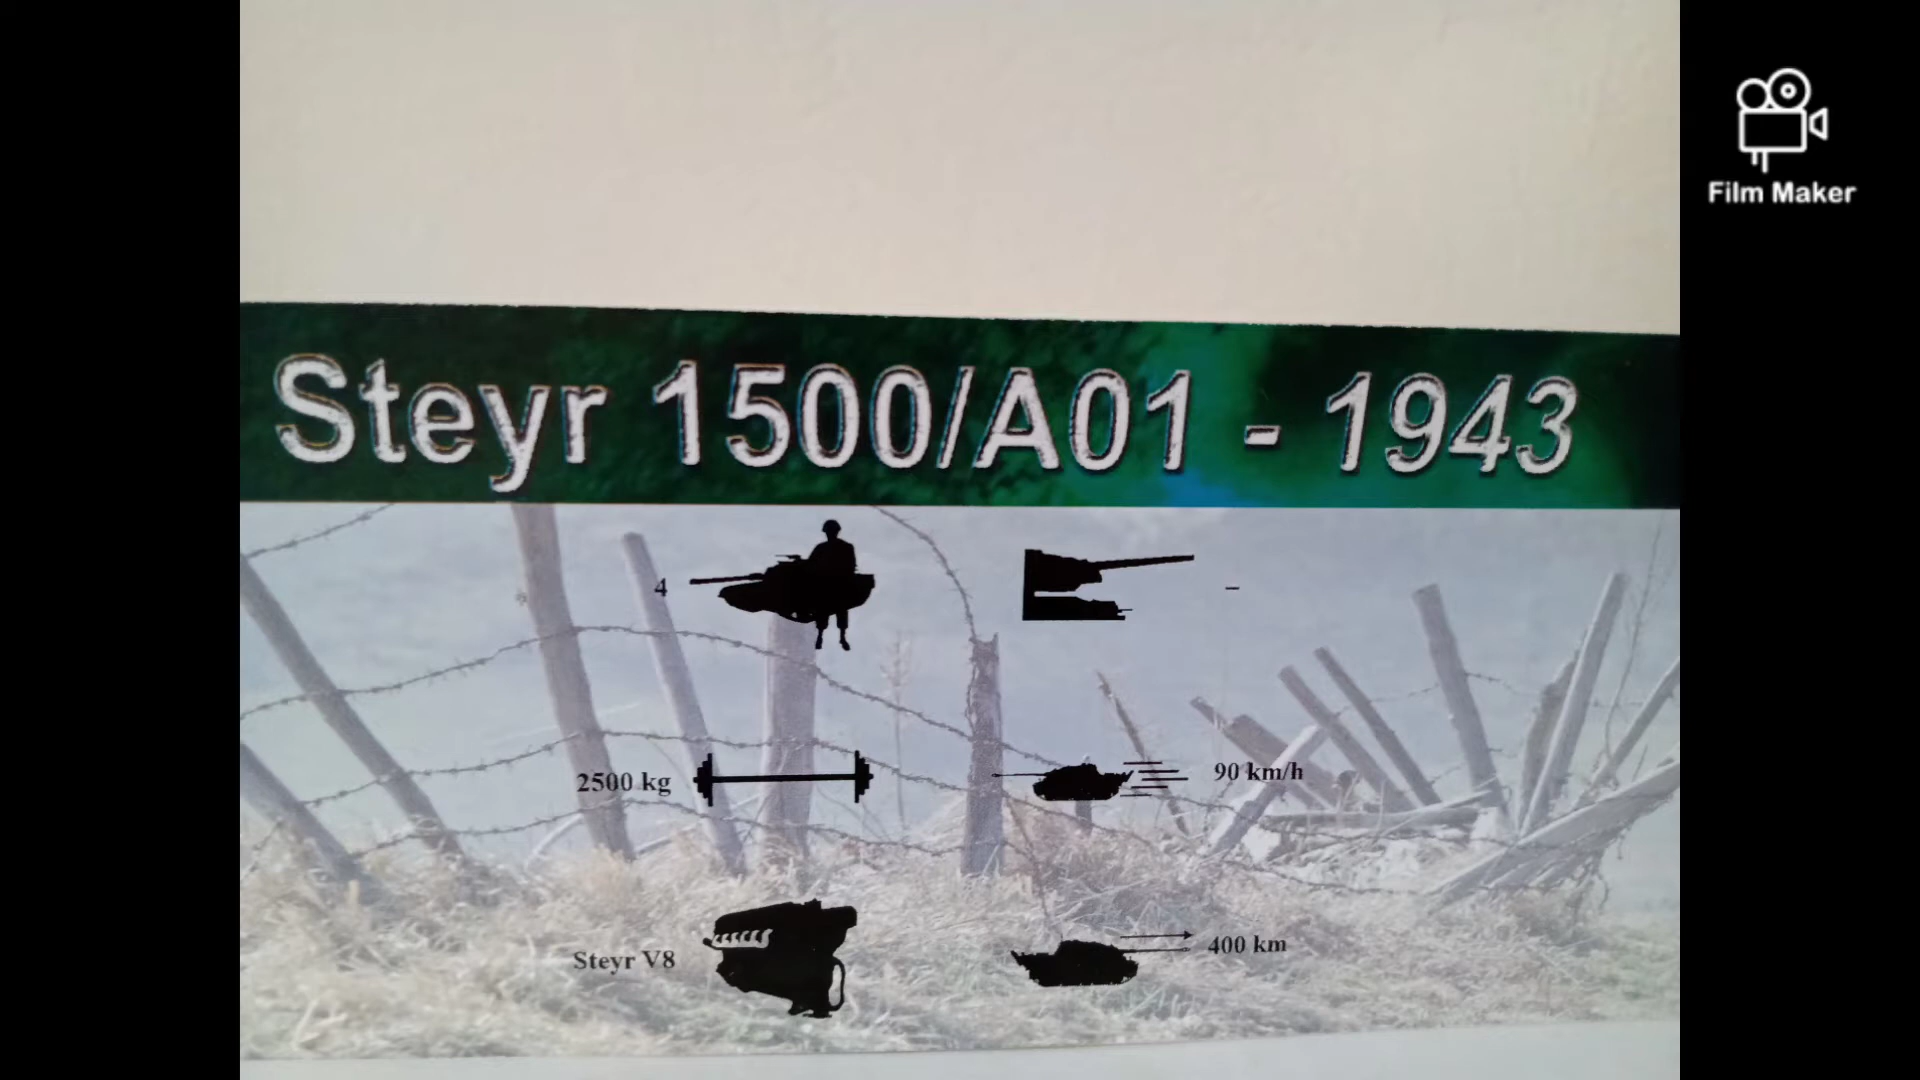 Film Maker
Steyr 1500/A01 - 1943
4
-
2500 kg
90 km/h
Steyr V8
400 km